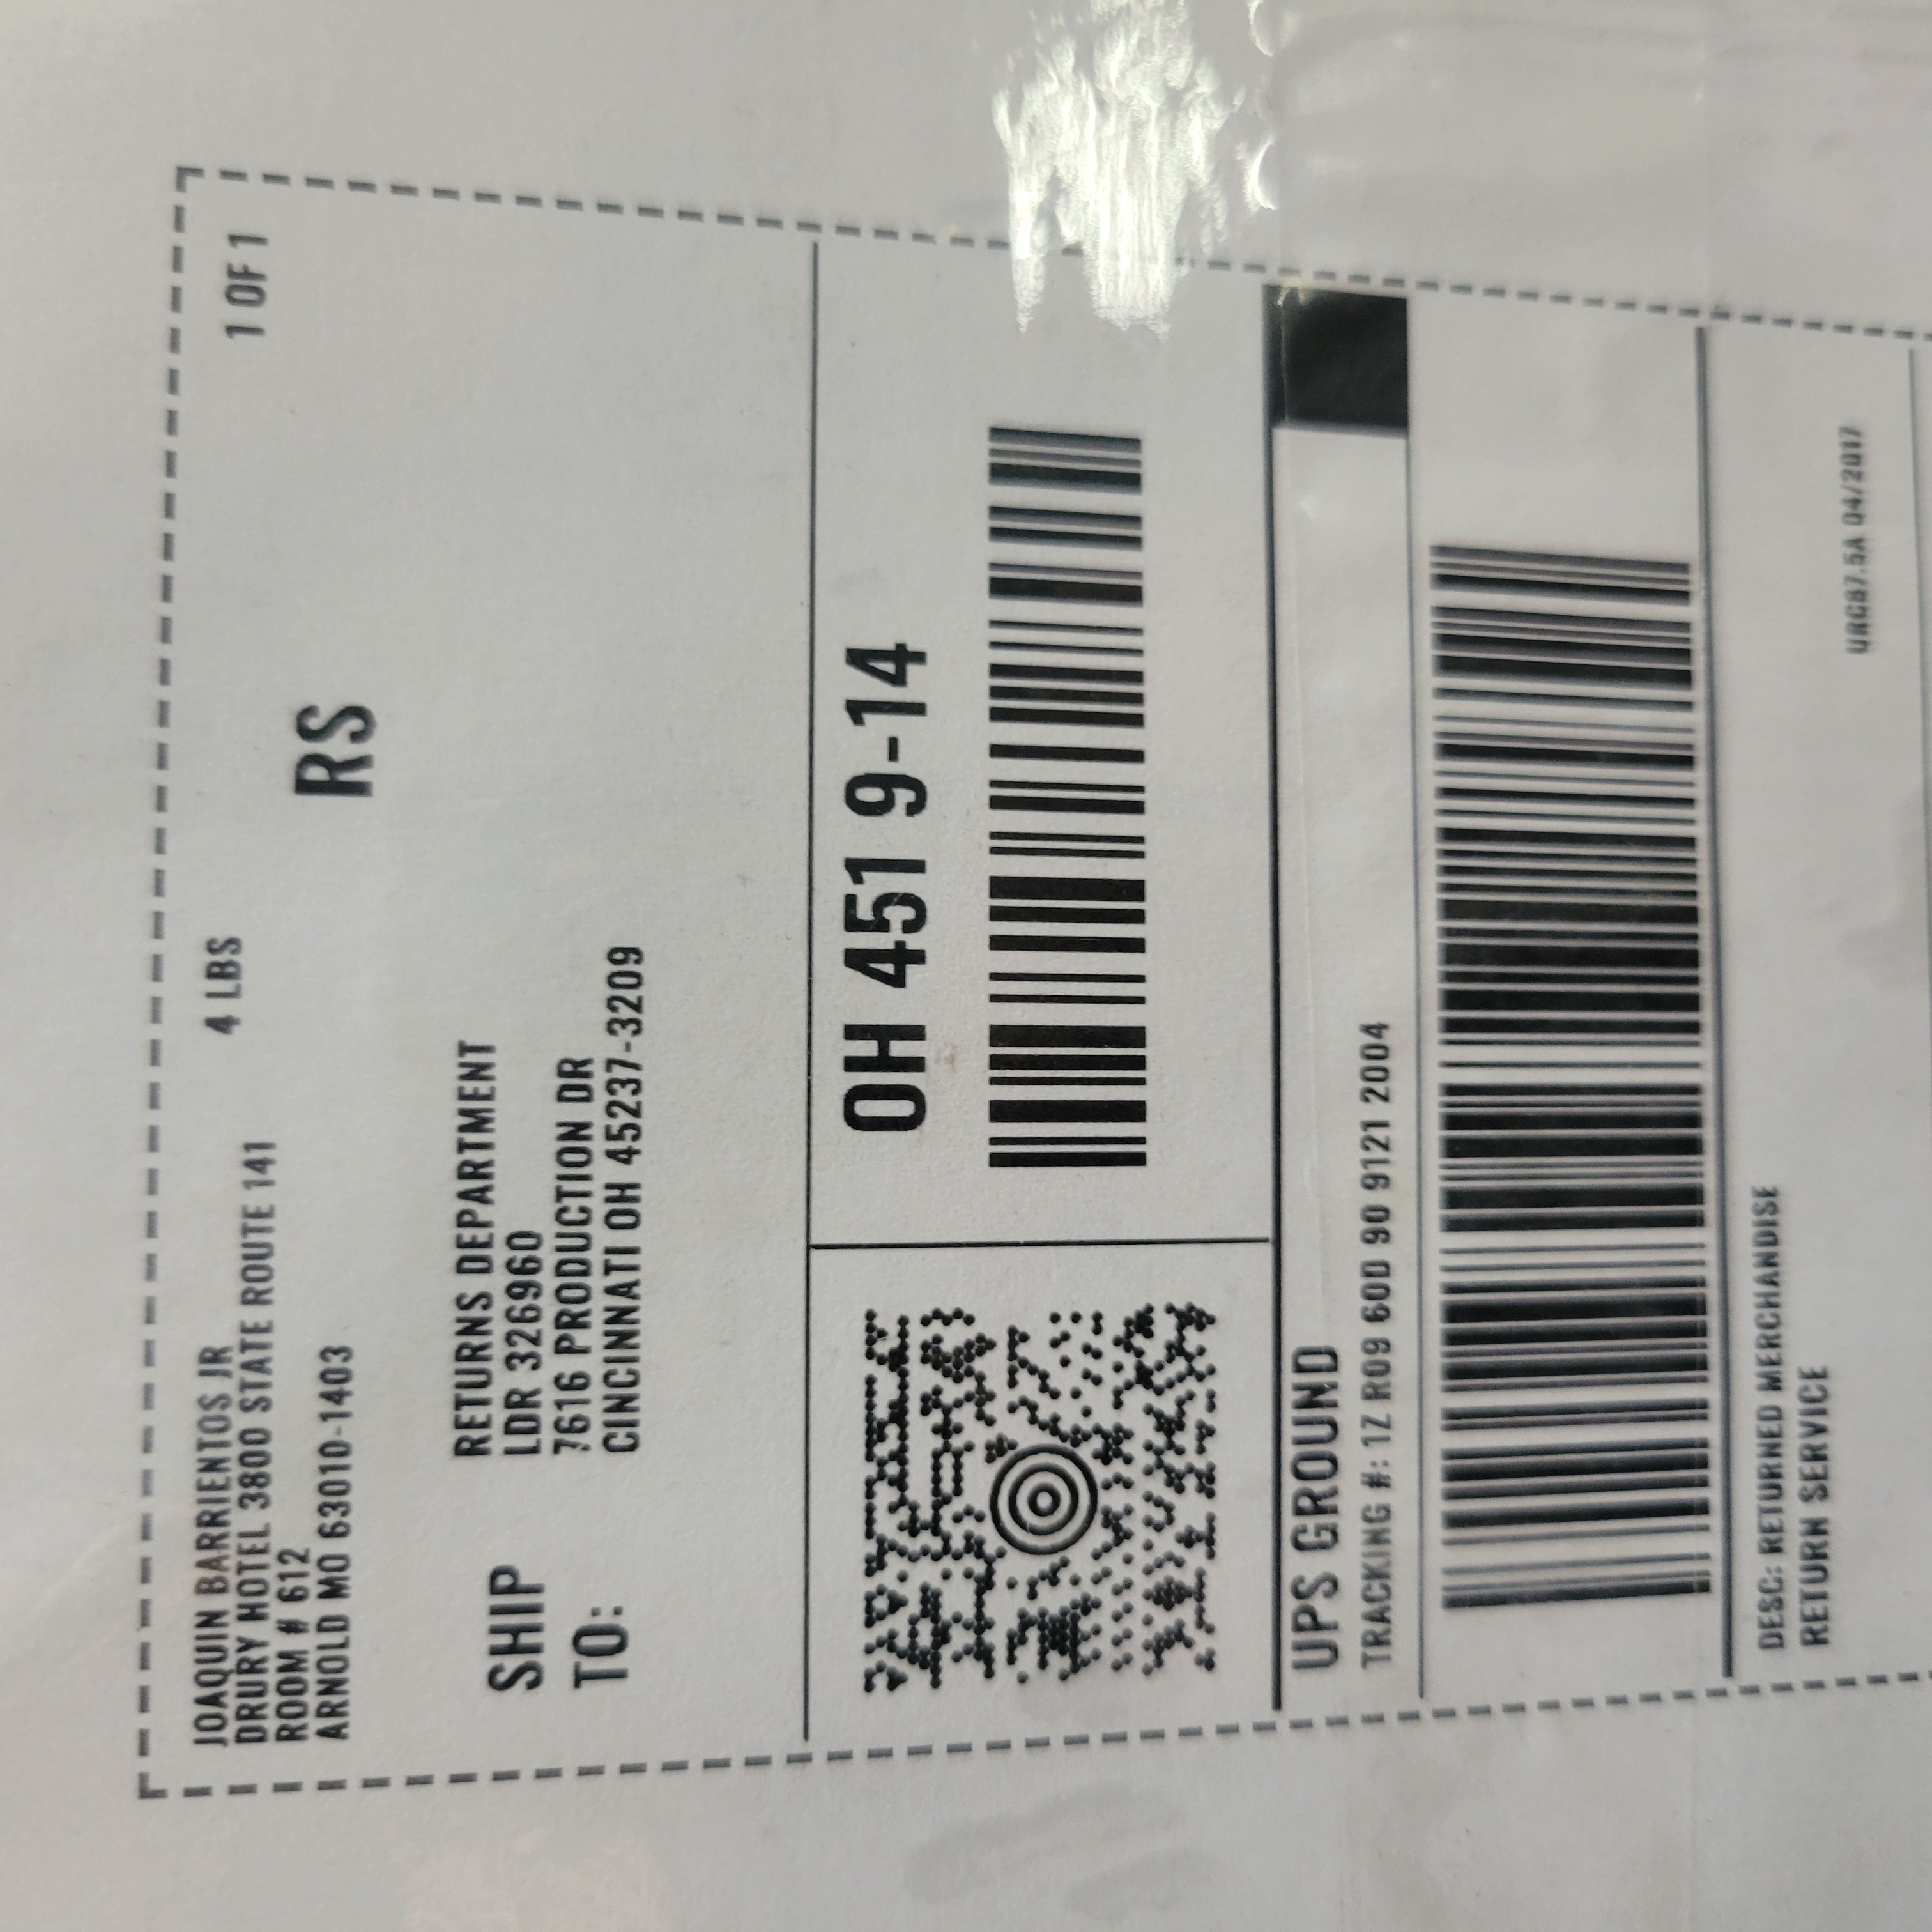 JOAQUIN BARRIENTOS JR
DRURY HOTEL 3800 STATE ROUTE 141
ROOM # 612
ARNOLD MO 63010-1403
4 LBS
1 OF 1
RS
SHIP
TO:
RETURNS DEPARTMENT
LDR 326960
7616 PRODUCTION DR
CINCINNATI OH 45237-3209
OH 451 9-14
UPS GROUND
TRACKING #: 1Z R09 60D 90 9121 2004
DESC: RETURNED MERCHANDISE
RETURN SERVICE
URC87.5A 04/2017